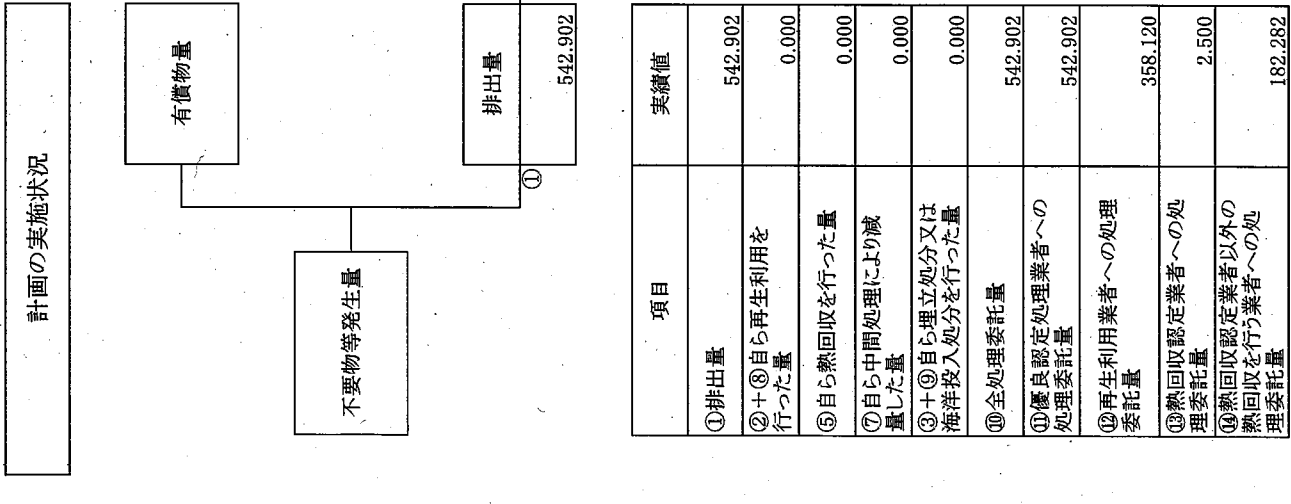 計画の実施状況
不要物等発生量
有償物量
①
排出量
542.902
項目
実績値
①排出量
542.902
②+⑧自ら再生利用を
行った量
0.000
⑤自ら熱回収を行った量
0.000
⑦自ら中間処理により減
量した量
0.000
③+⑨自ら埋立処分又は
海洋投入処分を行った量
0.000
⑩全処理委託量
542.902
⑪優良認定処理業者への
処理委託量
542.902
⑫再生利用業者への処理
委託量
358.120
⑬熱回収認定業者への処
理委託量
2.500
⑭熱回収認定業者以外の
熱回収を行う業者への処
理委託量
182.282